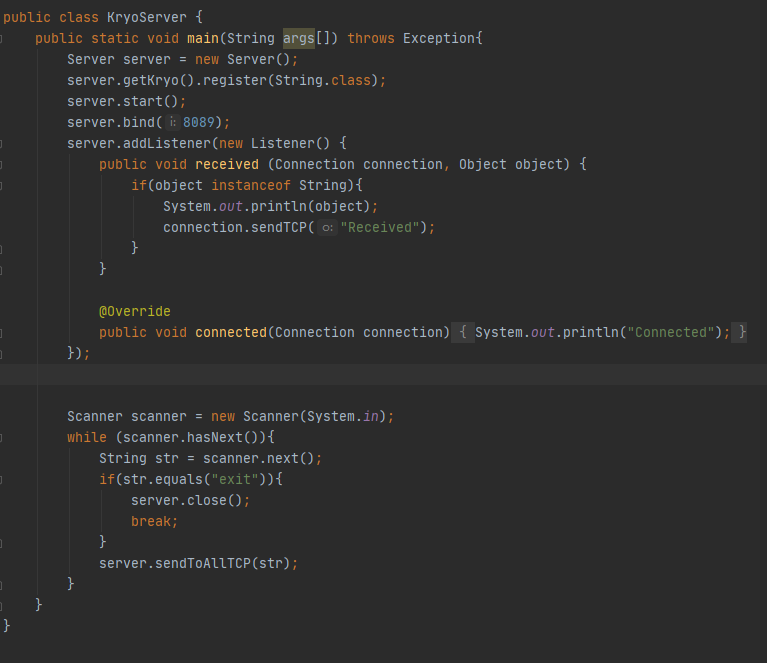 public class KryoServer {
    public static void main(String args[]) throws Exception{
        Server server = new Server();
        server.getKryo().register(String.class);
        server.start();
        server.bind( i: 8089);
        server.addListener(new Listener() {
            public void received (Connection connection, Object object) {
                if(object instanceof String){
                    System.out.println(object);
                    connection.sendTCP( o: "Received");
                }
            }

            @Override
            public void connected(Connection connection) { System.out.println("Connected"); }
        });

        Scanner scanner = new Scanner(System.in);
        while (scanner.hasNext()){
            String str = scanner.next();
            if(str.equals("exit")){
                server.close();
                break;
            }
            server.sendToAllTCP(str);
        }
    }
}